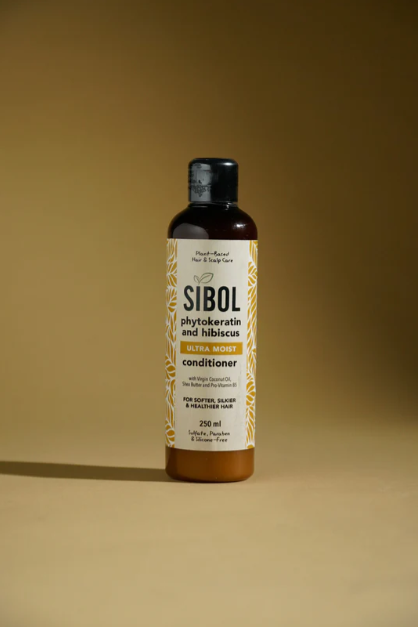 Plant-Based
Hair & Scalp Care
SIBOL
phytokeratin
and hibiscus
ULTRA MOIST
conditioner
with Virgin Coconut Oil,
Shea Butter and Pro-Vitamin B5
FOR SOFTER, SILKIER
& HEALTHIER HAIR
250 ml
Sulfate, Paraben
& Silicone-Free